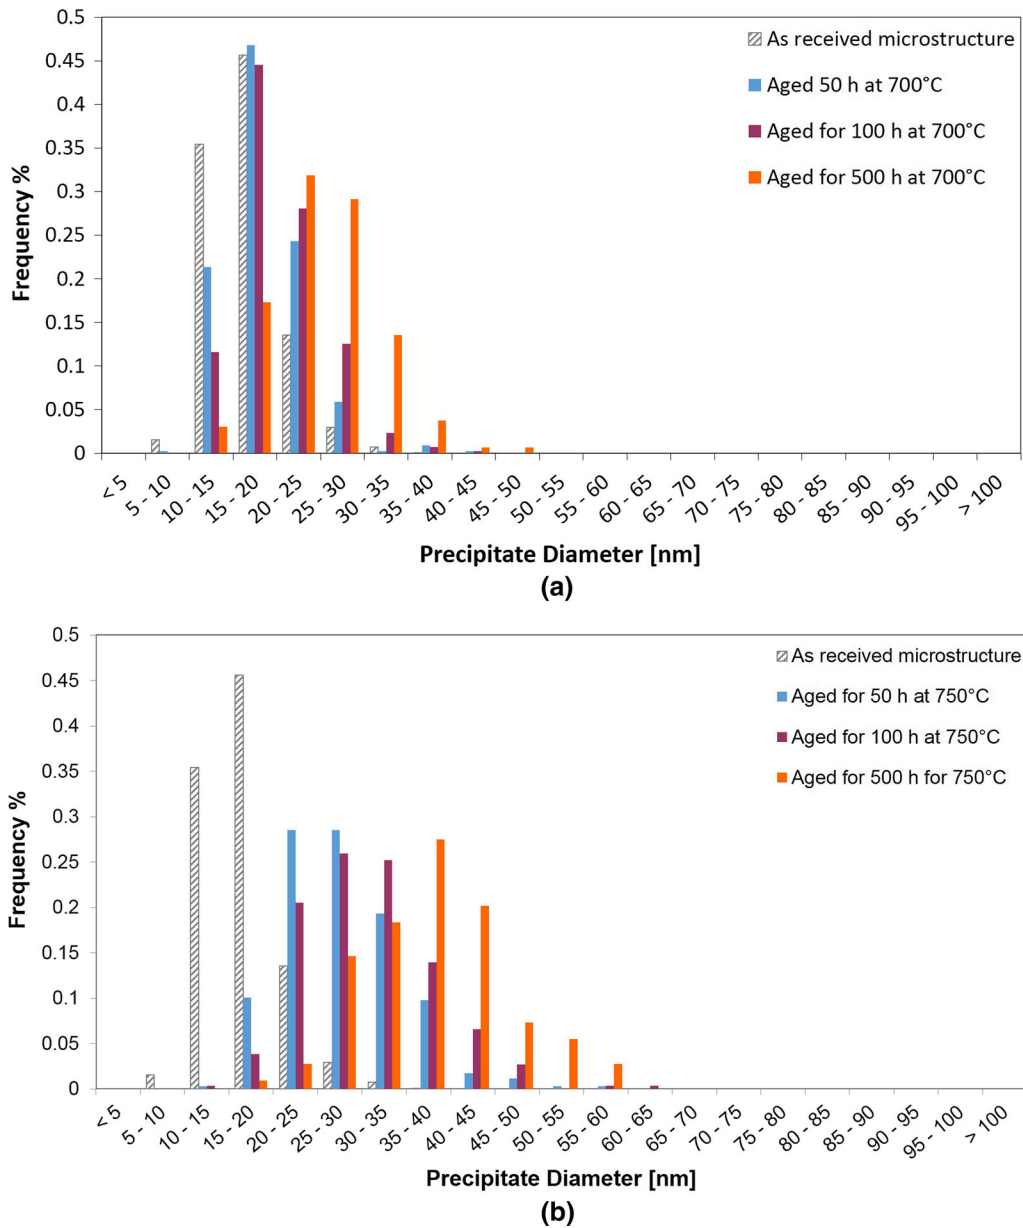 0.5
0.45
0.4
0.35
0.3
0.25
0.2
0.15
0.1
0.05
0
Frequency %
As received microstructure
Aged 50 h at 700°C
Aged for 100 h at 700°C
Aged for 500 h at 700°C
< 5
5 - 10
10 - 15
15 - 20
20 - 25
25 - 30
30 - 35
35 - 40
40 - 45
45 - 50
50 - 55
55 - 60
60 - 65
65 - 70
70 - 75
75 - 80
80 - 85
85 - 90
90 - 95
95 - 100
> 100
Precipitate Diameter [nm]
(a)
0.5
0.45
0.4
0.35
0.3
0.25
0.2
0.15
0.1
0.05
0
Frequency %
As received microstructure
Aged for 50 h at 750°C
Aged for 100 h at 750°C
Aged for 500 h for 750°C
< 5
5 - 10
10 - 15
15 - 20
20 - 25
25 - 30
30 - 35
35 - 40
40 - 45
45 - 50
50 - 55
55 - 60
60 - 65
65 - 70
70 - 75
75 - 80
80 - 85
85 - 90
90 - 95
95 - 100
> 100
Precipitate Diameter [nm]
(b)